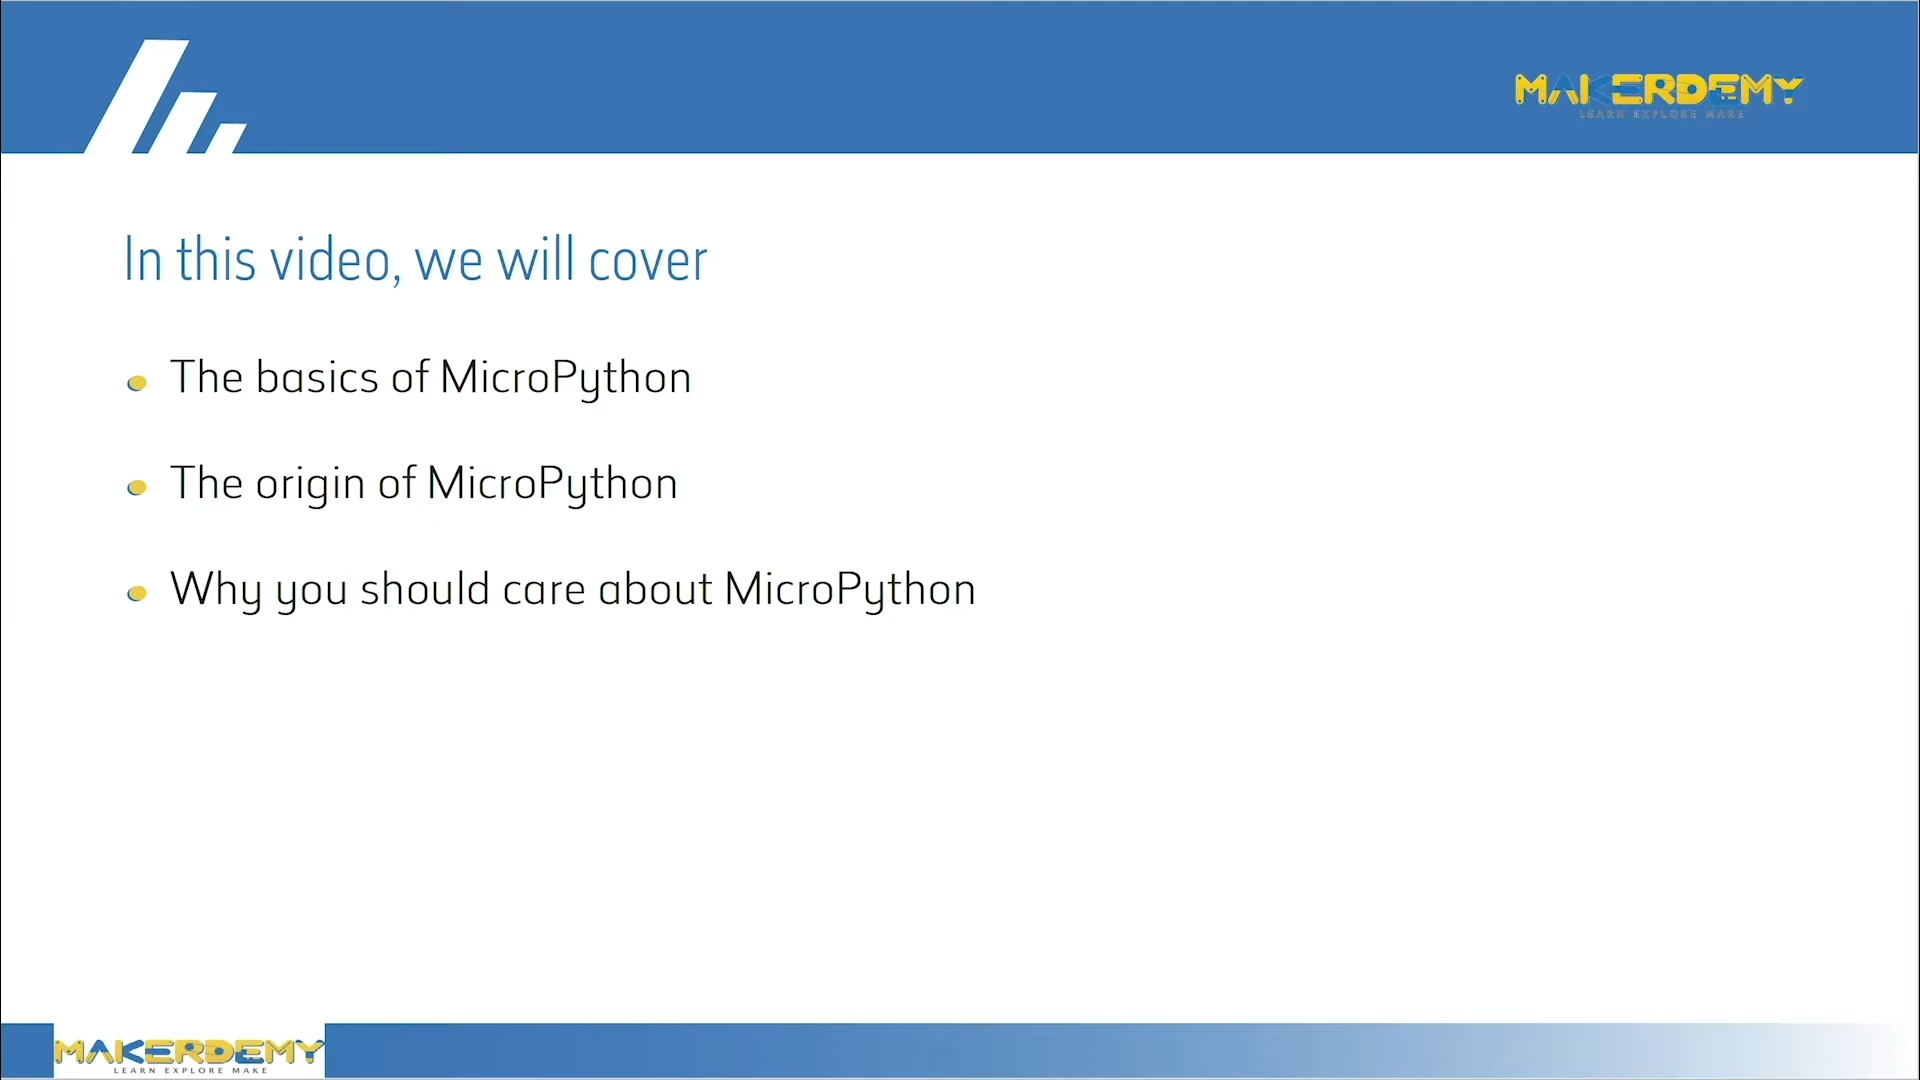 MAKERDEMY
LEARN EXPLORE MAKE
In this video, we will cover
The basics of MicroPython
The origin of MicroPython
Why you should care about MicroPython
MAKERDEMY
LEARN EXPLORE MAKE